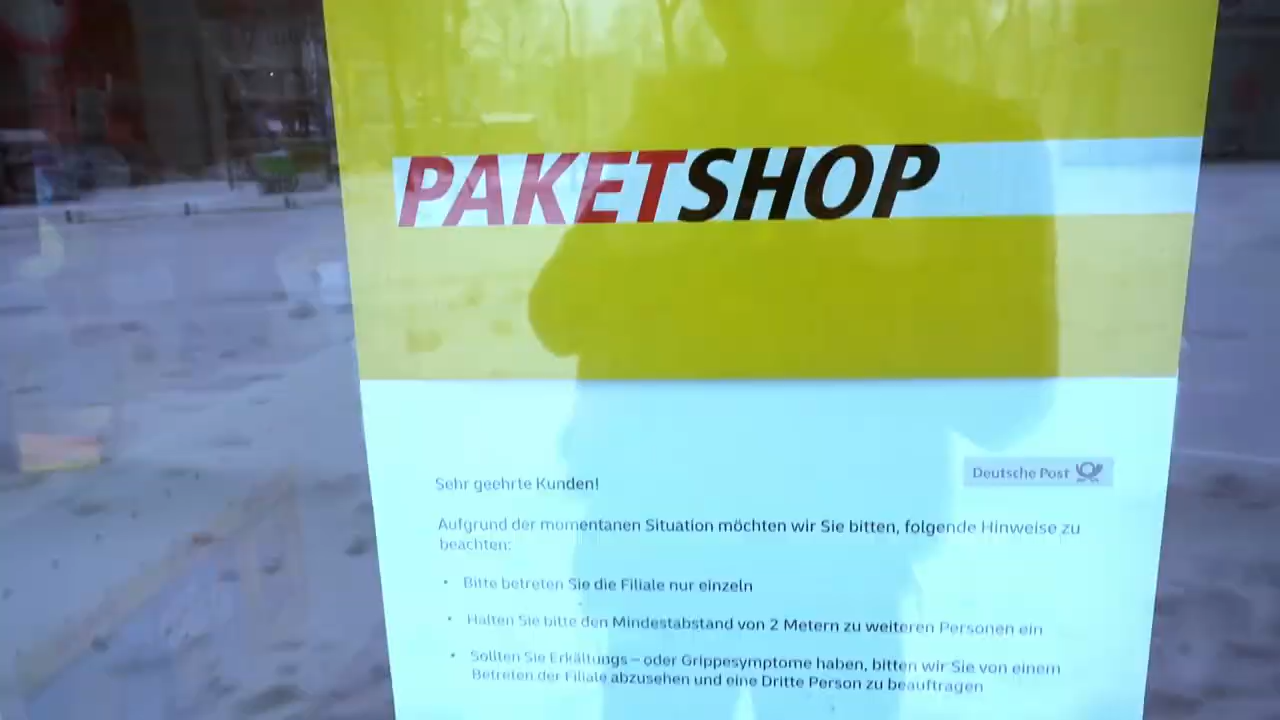 PAKETSHOP
Deutsche Post
Sehr geehrte Kunden!
Aufgrund der momentanen Situation möchten wir Sie bitten, folgende Hinweise zu
beachten:
• Bitte betreten Sie die Filiale nur einzeln
• Halten Sie bitte den Mindestabstand von 2 Metern zu weiteren Personen ein
• Sollten Sie Erkältungs – oder Grippesymptome haben, bitten wir Sie von einem
Betreten der Filiale abzusehen und eine Dritte Person zu beauftragen